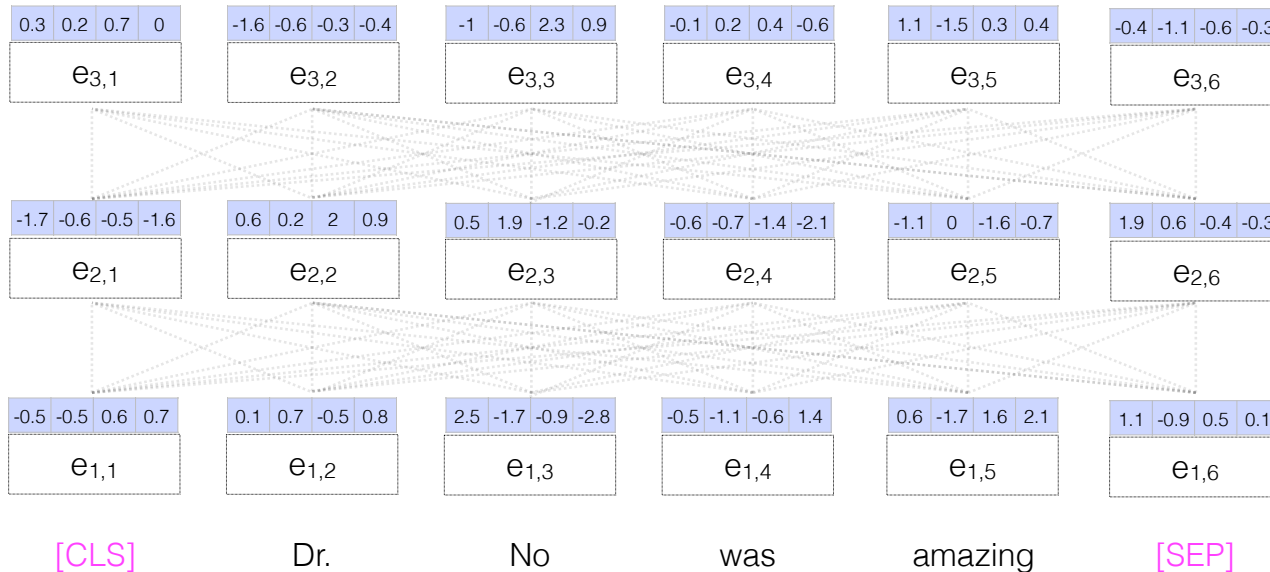 0.3 0.2 0.7 0 -1.6 -0.6 -0.3 -0.4 -1 -0.6 2.3 0.9 -0.1 0.2 0.4 -0.6 1.1 -1.5 0.3 0.4 -0.4 -1.1 -0.6 -0.3
e3,1 e3,2 e3,3 e3,4 e3,5 e3,6
-1.7 -0.6 -0.5 -1.6 0.6 0.2 2 0.9 0.5 1.9 -1.2 -0.2 -0.6 -0.7 -1.4 -2.1 -1.1 0 -1.6 -0.7 1.9 0.6 -0.4 -0.3
e2,1 e2,2 e2,3 e2,4 e2,5 e2,6
-0.5 -0.5 0.6 0.7 0.1 0.7 -0.5 0.8 2.5 -1.7 -0.9 -2.8 -0.5 -1.1 -0.6 1.4 0.6 -1.7 1.6 2.1 1.1 -0.9 0.5 0.1
e1,1 e1,2 e1,3 e1,4 e1,5 e1,6
[CLS] Dr. No was amazing [SEP]